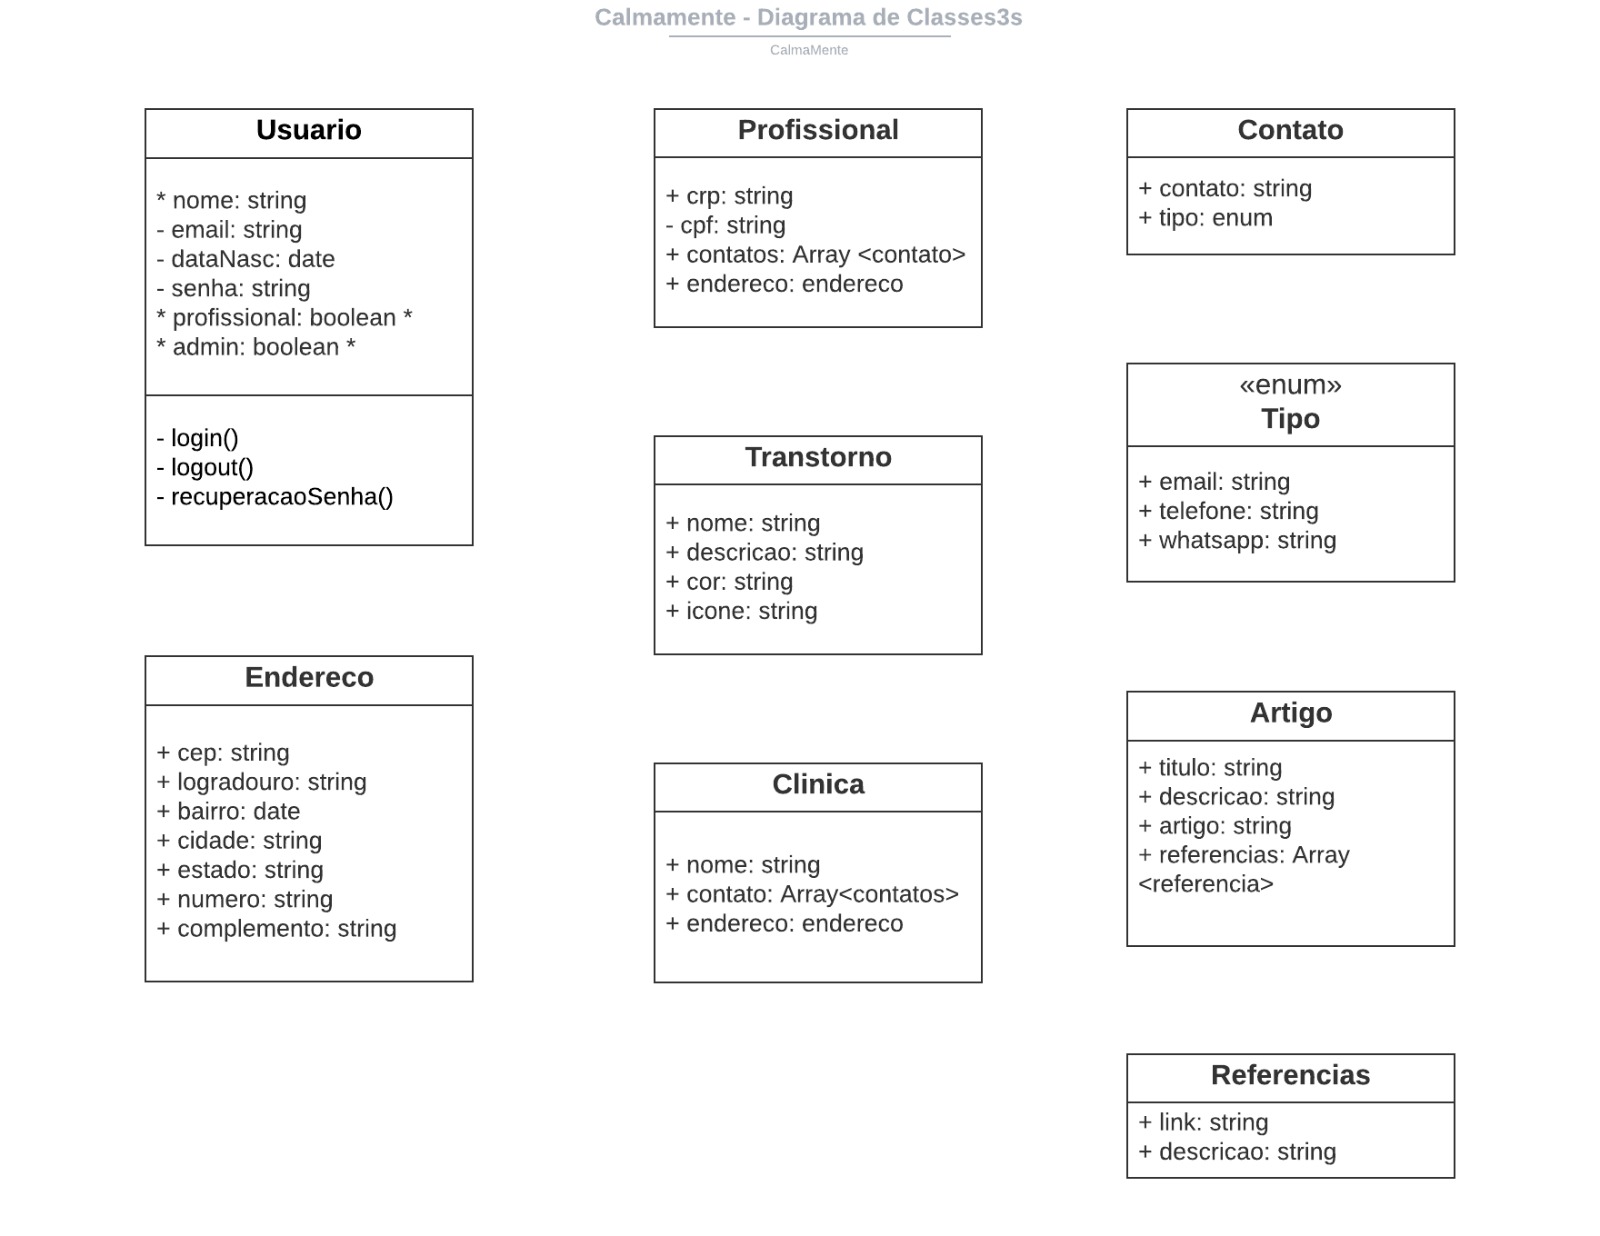 Calmamente - Diagrama de Classes3s
CalmaMente
Usuario
* nome: string
- email: string
- dataNasc: date
- senha: string
* profissional: boolean *
* admin: boolean *
- login()
- logout()
- recuperacaoSenha()
Endereco
+ cep: string
+ logradouro: string
+ bairro: date
+ cidade: string
+ estado: string
+ numero: string
+ complemento: string
Profissional
+ crp: string
- cpf: string
+ contatos: Array <contato>
+ endereco: endereco
Transtorno
+ nome: string
+ descricao: string
+ cor: string
+ icone: string
Clinica
+ nome: string
+ contato: Array<contatos>
+ endereco: endereco
Contato
+ contato: string
+ tipo: enum
«enum»
Tipo
+ email: string
+ telefone: string
+ whatsapp: string
Artigo
+ titulo: string
+ descricao: string
+ artigo: string
+ referencias: Array
<referencia>
Referencias
+ link: string
+ descricao: string